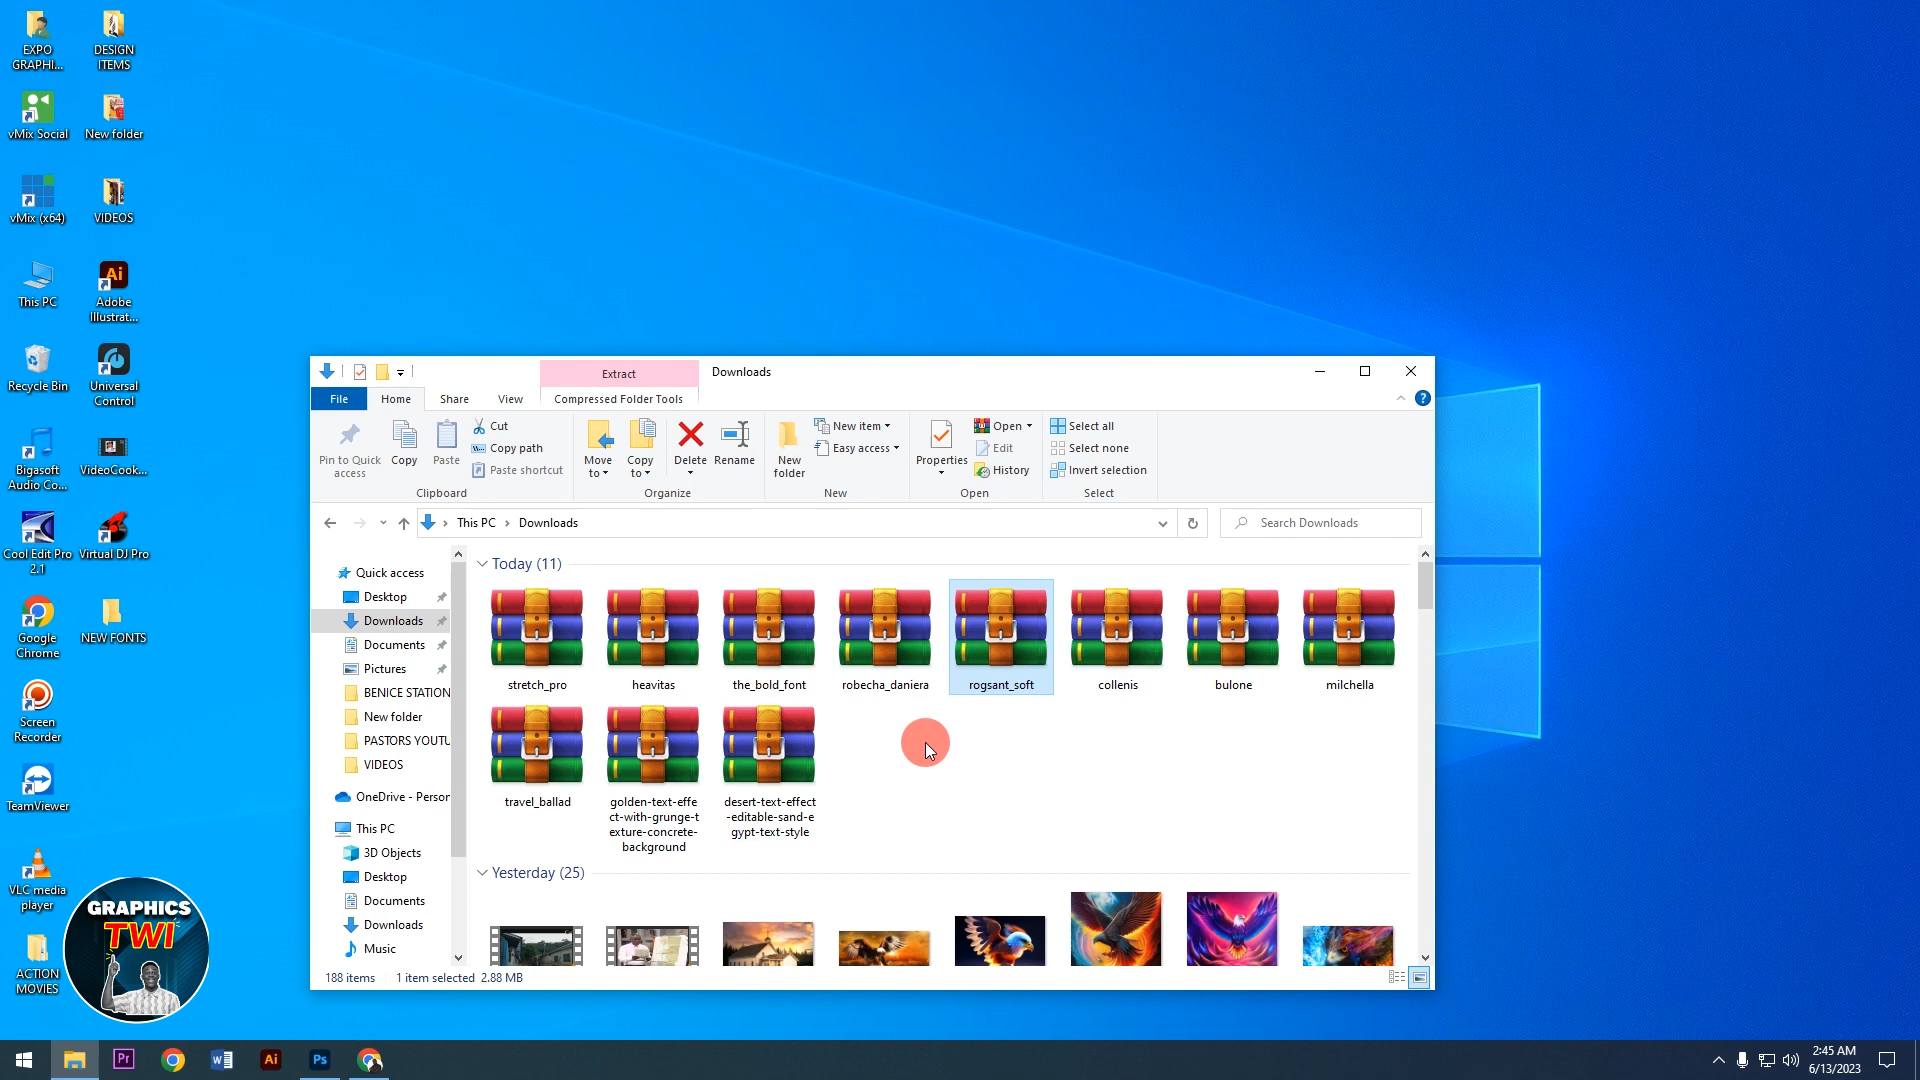 EXPO
GRAPHI...
DESIGN
ITEMS
vMix Social
New folder
vMix (x64)
VIDEOS
This PC
Ai
Adobe
Illustrat...
Recycle Bin
Universal
Control
Bigasoft
Audio Co...
VideoCook...
Cool Edit Pro
2.1
Virtual DJ Pro
Google
Chrome
NEW FONTS
Screen
Recorder
TeamViewer
VLC media
player
ACTION
MOVIES
GRAPHICS
TWI
Extract
Downloads
File
Home
Share
View
Compressed Folder Tools
?
Pin to Quick
access
Copy
Paste
Cut
Copy path
Paste shortcut
Clipboard
Move
to
Copy
to
Delete
Rename
Organize
New
folder
New item
Easy access
New
Properties
Open
Edit
History
Open
Select all
Select none
Invert selection
Select
This PC
Downloads
Search Downloads
Quick access
Desktop
Downloads
Documents
Pictures
BENICE STATION
New folder
PASTORS YOUTU
VIDEOS
OneDrive - Person
This PC
3D Objects
Desktop
Documents
Downloads
Music
Today (11)
stretch_pro
heavitas
the_bold_font
robecha_daniera
rogsant_soft
collenis
bulone
milchella
travel_ballad
golden-text-effe
ct-with-grunge-t
exture-concrete-
background
desert-text-effect
-editable-sand-e
gypt-text-style
Yesterday (25)
188 items
1 item selected 2.88 MB
Pr
W
Ai
Ps
2:45 AM
6/13/2023